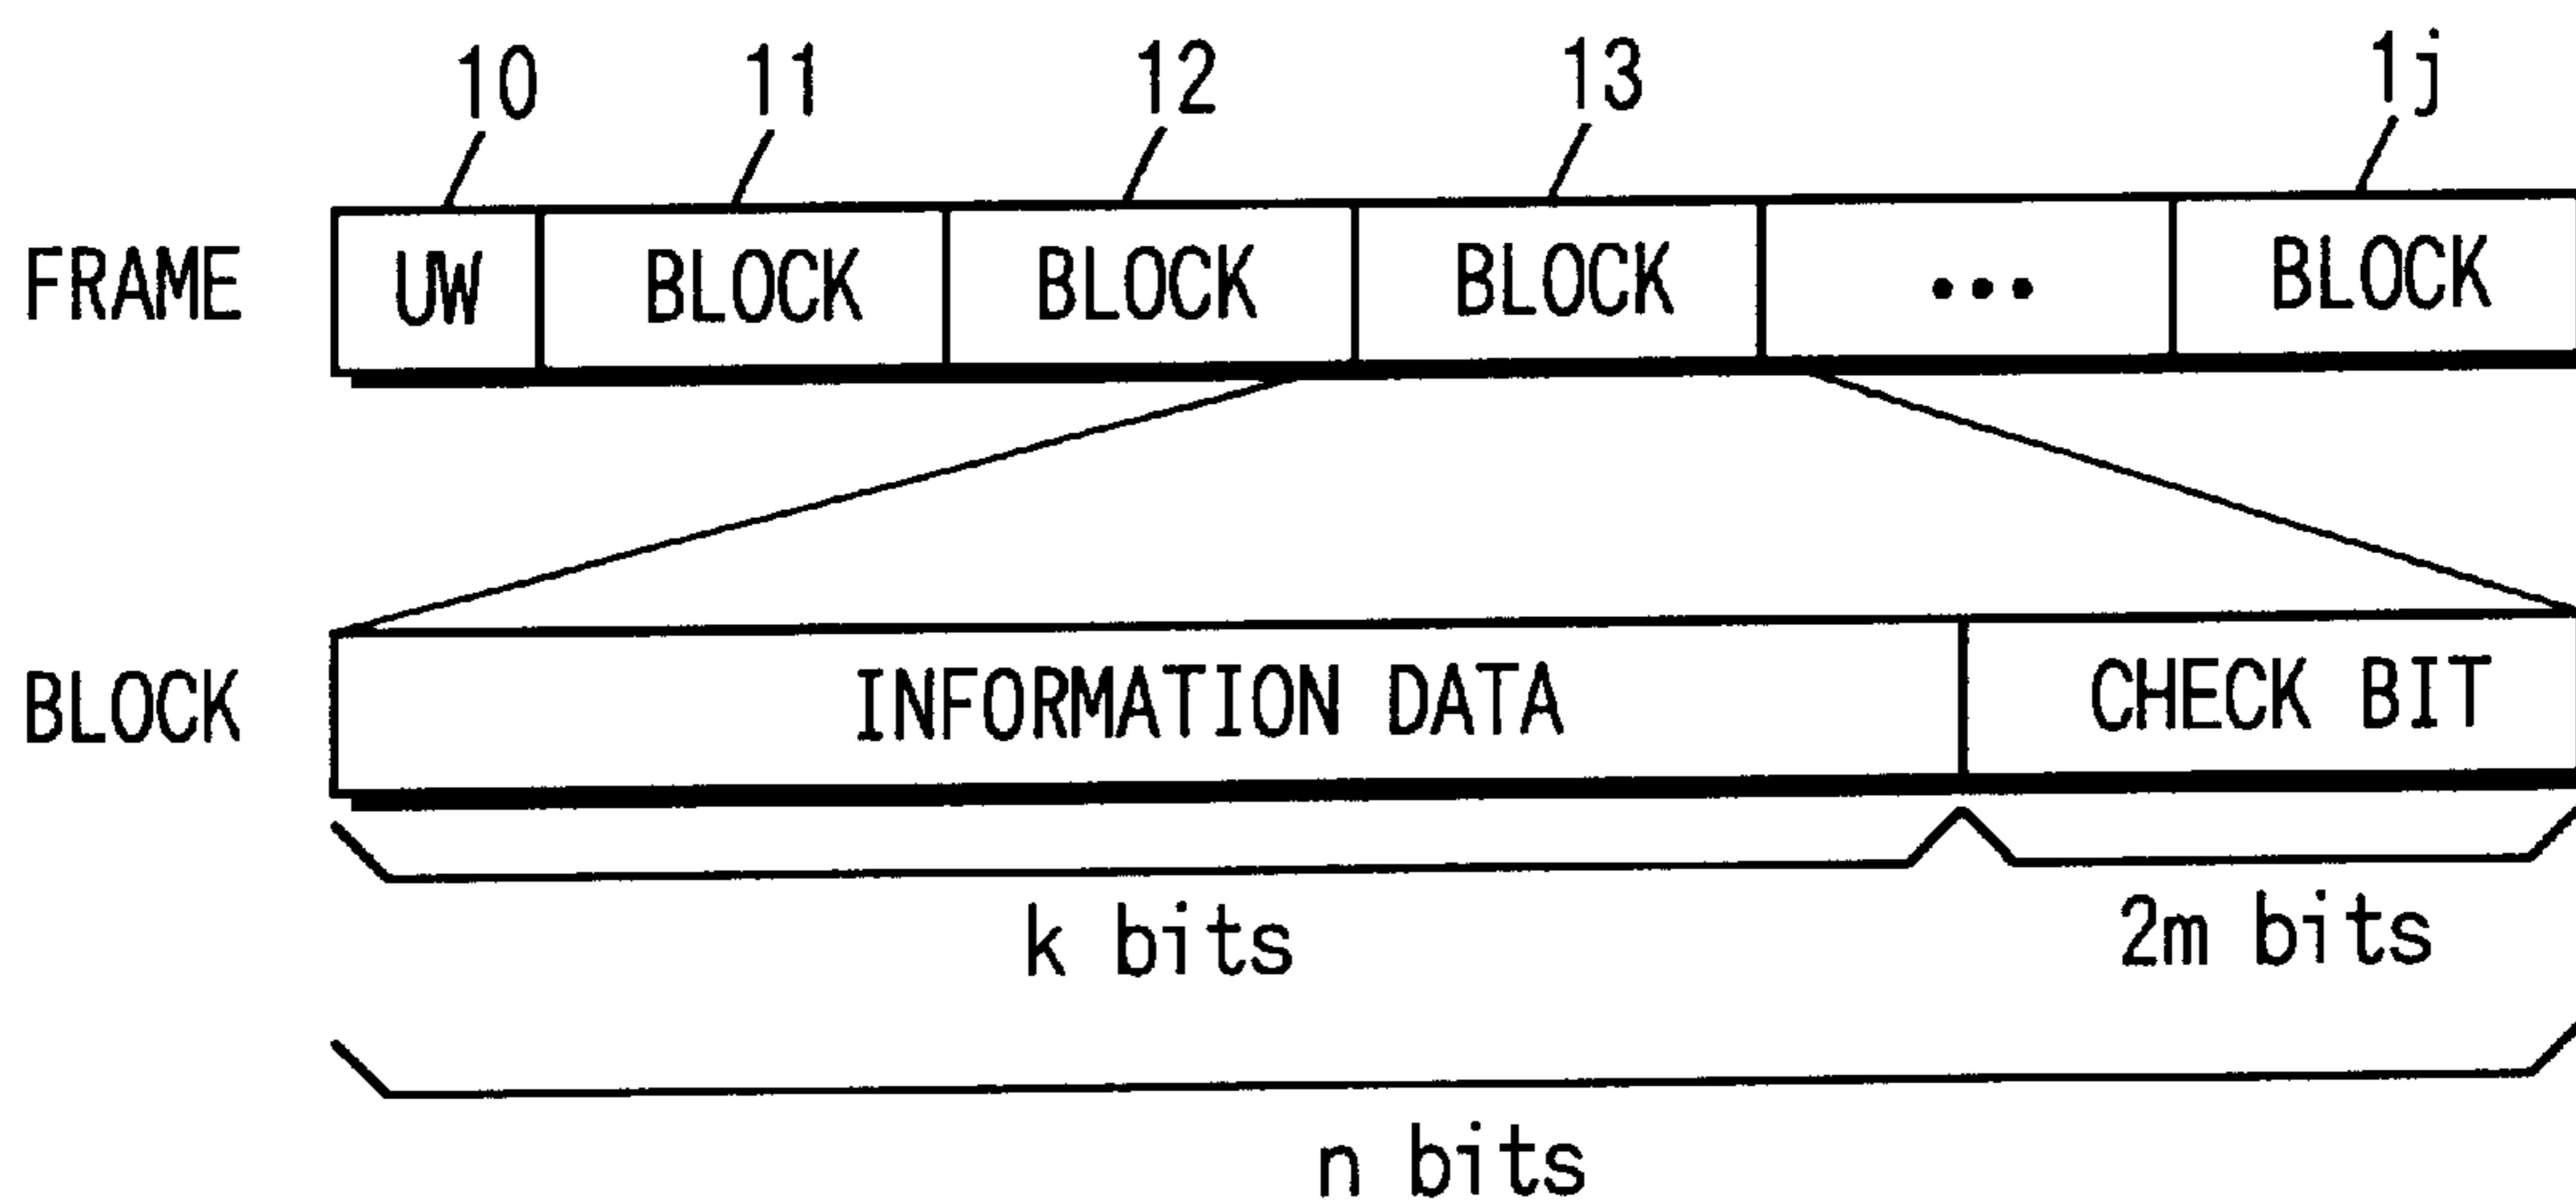 10 11 12 13 1j
FRAME UW BLOCK BLOCK BLOCK ••• BLOCK
BLOCK INFORMATION DATA CHECK BIT
k bits 2m bits
n bits